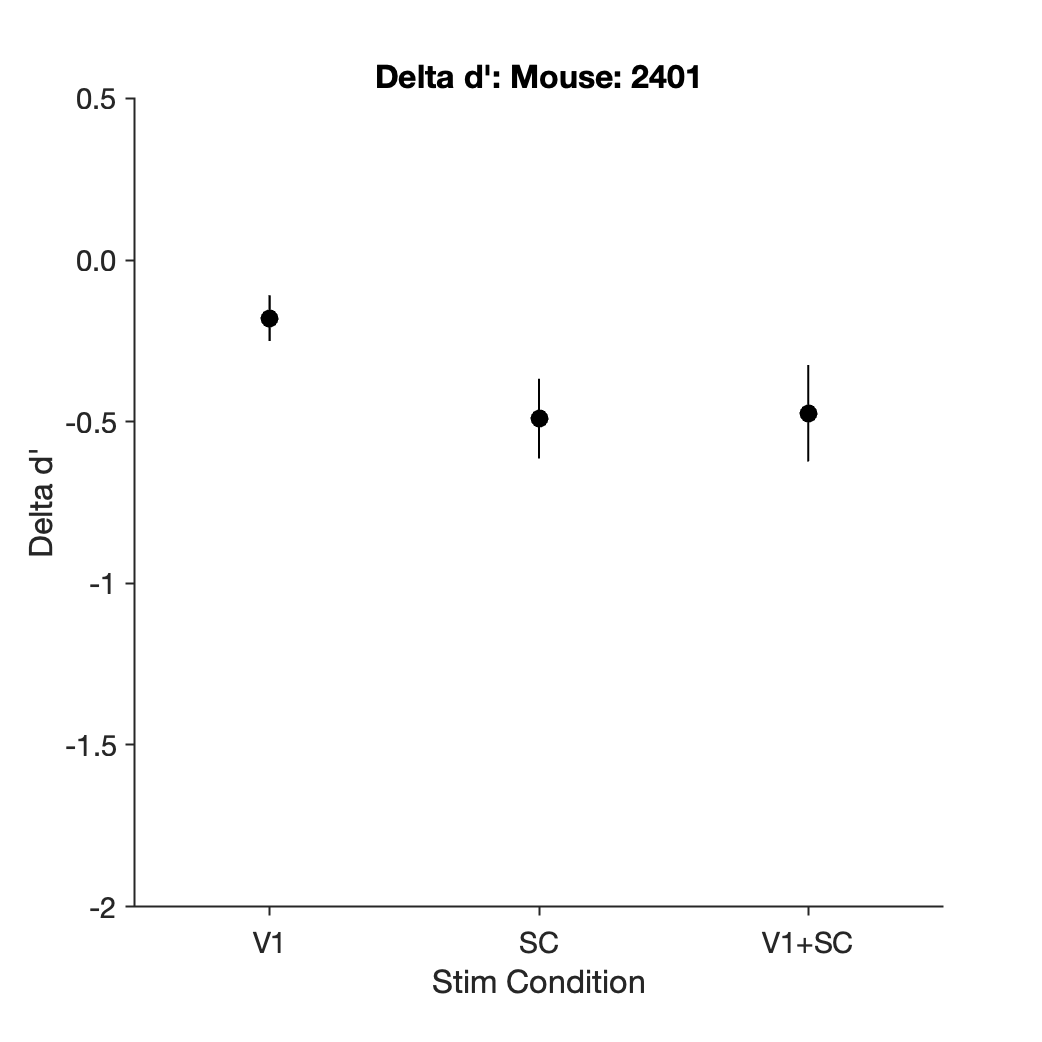 Delta d': Mouse: 2401
0.5
0.0
-0.5
-1
-1.5
-2
Delta d'
V1
SC
V1+SC
Stim Condition